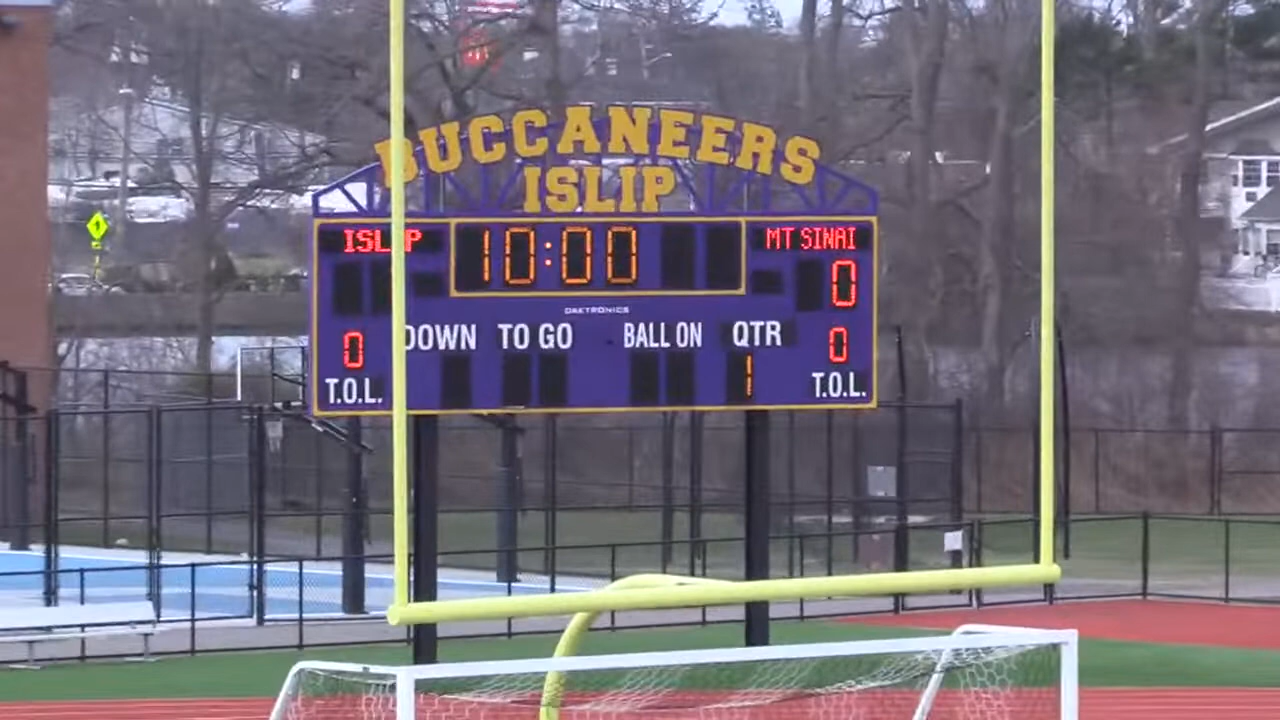 BUCCANEERS
ISLIP
ISLIP 10:00 MT SINAI
0
DAKTRONICS
DOWN TO GO BALL ON QTR
0 1 0
T.O.L. T.O.L.